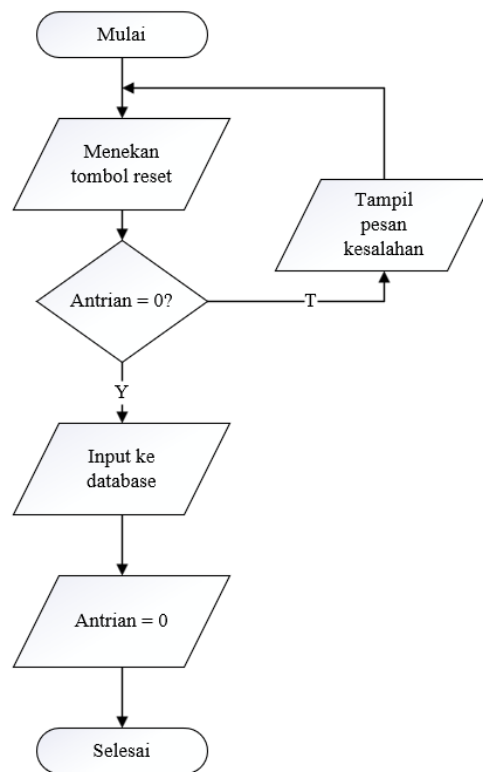 Mulai
Menekan
tombol reset
Tampil
pesan
kesalahan
Antrian = 0?
T
Y
Input ke
database
Antrian = 0
Selesai